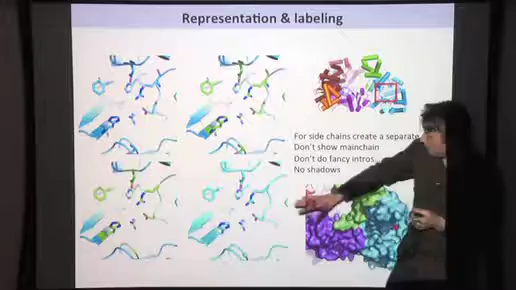 Representation & labeling
For side chains create a separate
Don't show mainchain
Don't do fancy intros
No shadows